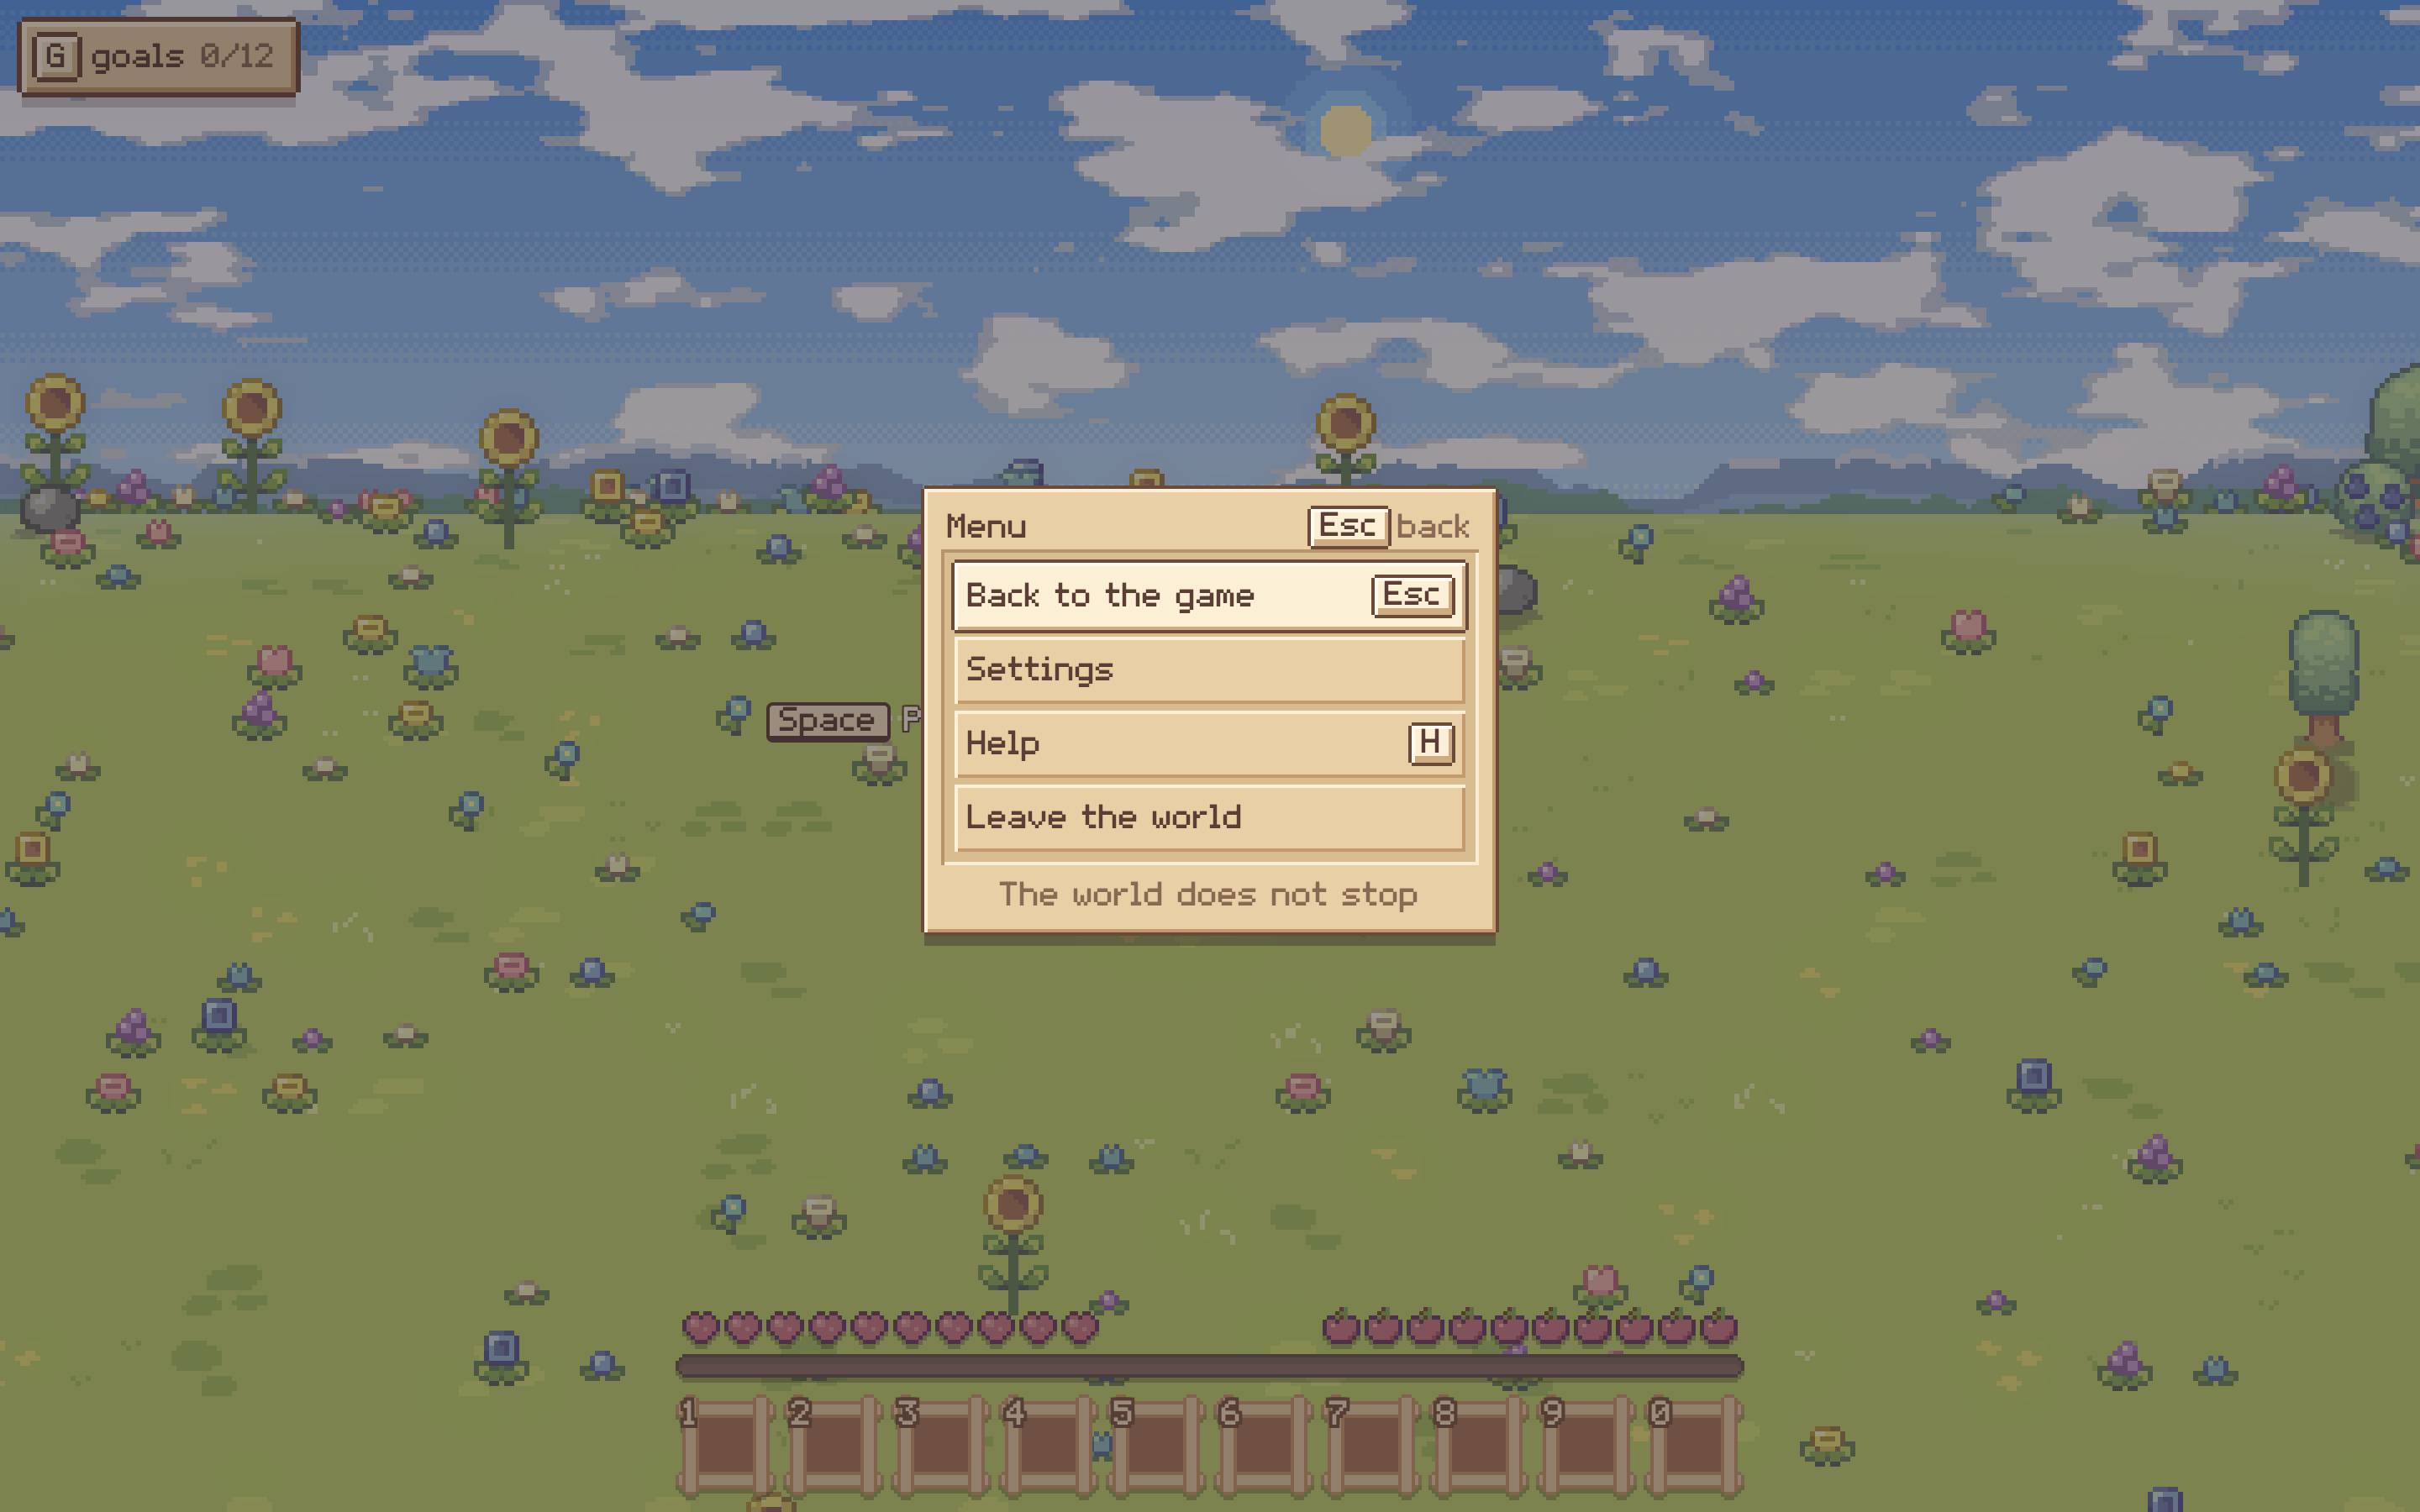 G goals 0/12
Menu Esc back
Back to the game Esc
Settings
Space P
Help H
Leave the world
The world does not stop
1 2 3 4 5 6 7 8 9 0